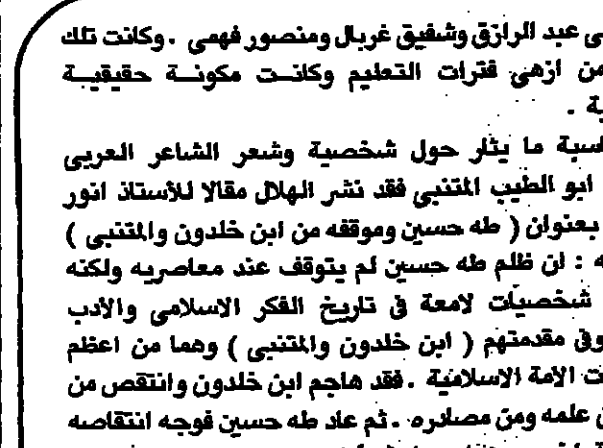 ى عبد الرازق وشفيق غربال ومنصور فهمى . وكانت تلك
من ازهى فترات التعليم وكانت مكونة حقيقية
ية .
اسبة ما يثار حول شخصية وشعر الشاعر العربى
ابو الطيب المتنبى فقد نشر الهلال مقالا للأستاذ انور
بعنوان ( طه حسين وموقفه من ابن خلدون والمتنبى )
ه : ان ظلم طه حسين لم يتوقف عند معاصريه ولكنه
شخصيات لامعة فى تاريخ الفكر الاسلامى والأدب
وفى مقدمتهم ( ابن خلدون والمتنبى ) وهما من اعظم
ت الأمة الاسلامية . فقد هاجم ابن خلدون وانتقص من
علمه ومن مصادره . ثم عاد طه حسين فوجه انتقاصه